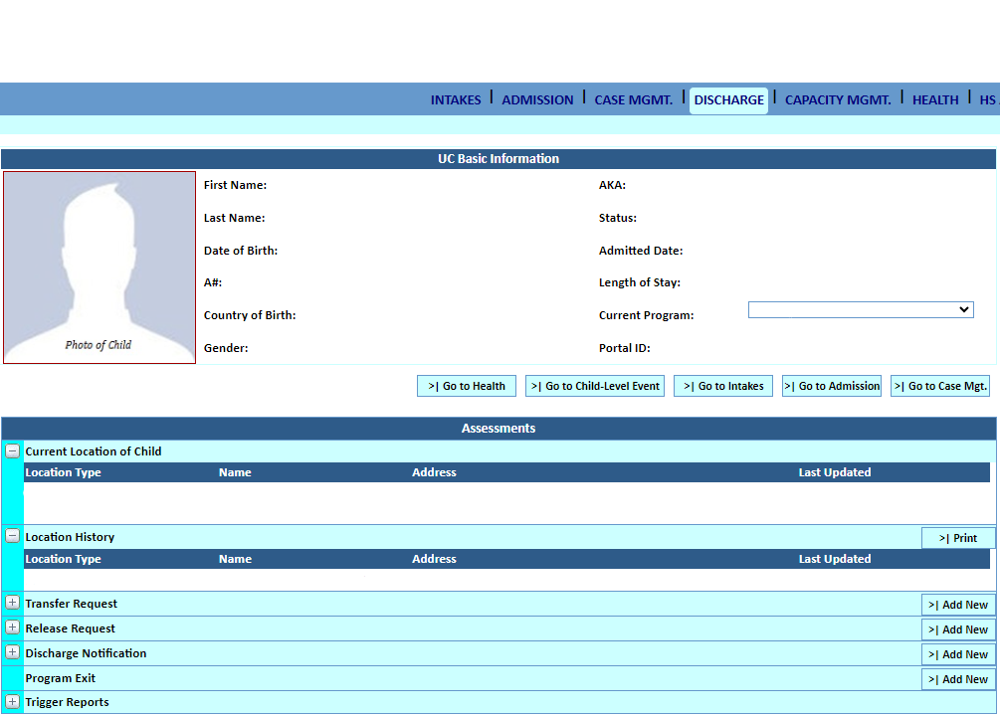 INTAKES | ADMISSION | CASE MGMT. | DISCHARGE | CAPACITY MGMT. | HEALTH | HS
UC Basic Information
First Name: AKA:
Last Name: Status:
Date of Birth: Admitted Date:
A#: Length of Stay:
Country of Birth: Current Program:
Photo of Child
Gender: Portal ID:
>| Go to Health >| Go to Child-Level Event >| Go to Intakes >| Go to Admission >| Go to Case Mgt.
Assessments
Current Location of Child
Location Type Name Address Last Updated
Location History >| Print
Location Type Name Address Last Updated
Transfer Request >| Add New
Release Request >| Add New
Discharge Notification >| Add New
Program Exit >| Add New
Trigger Reports